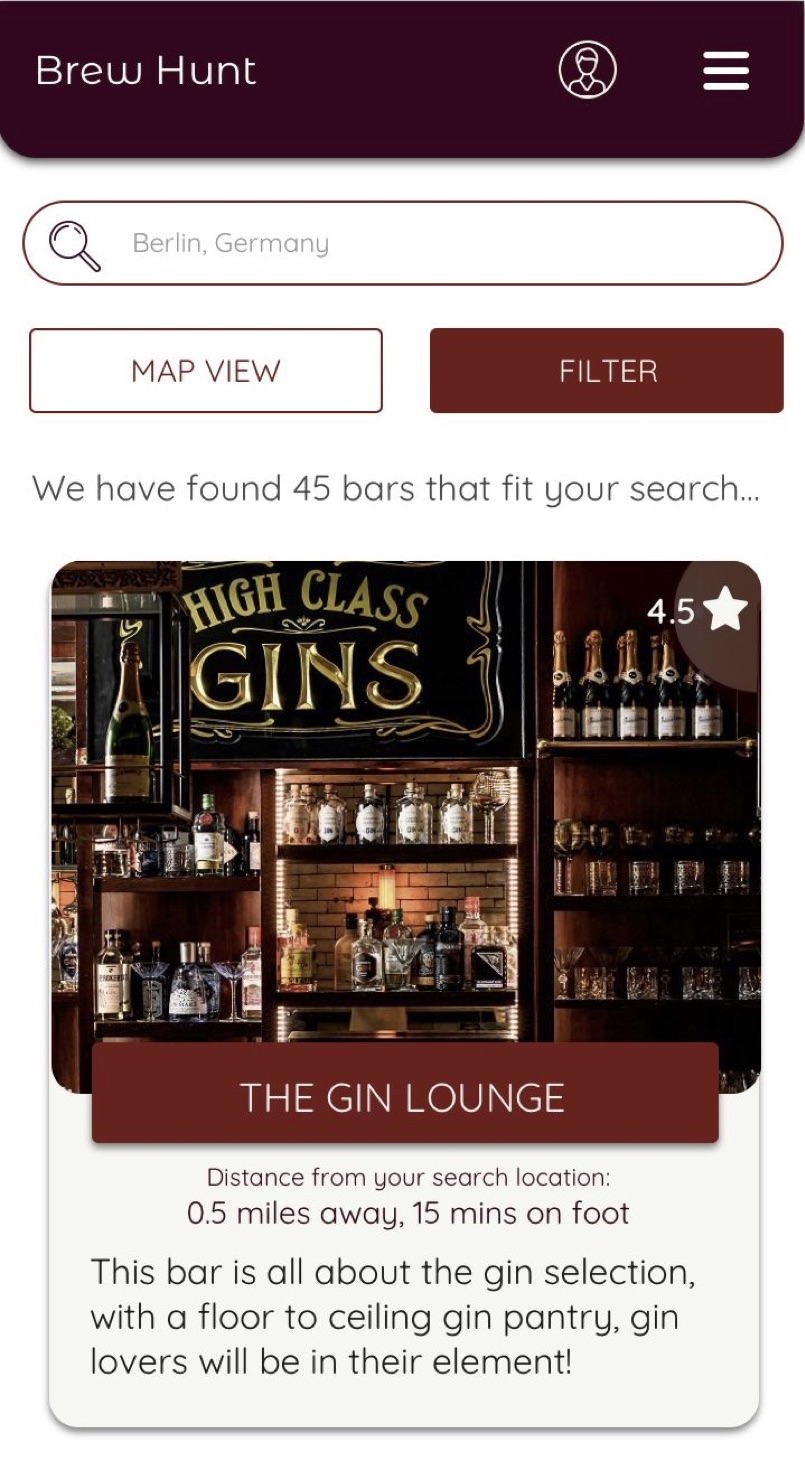 Brew Hunt
Berlin, Germany
MAP VIEW
FILTER
We have found 45 bars that fit your search...
HIGH CLASS
GINS
4.5
THE GIN LOUNGE
Distance from your search location:
0.5 miles away, 15 mins on foot
This bar is all about the gin selection,
with a floor to ceiling gin pantry, gin
lovers will be in their element!